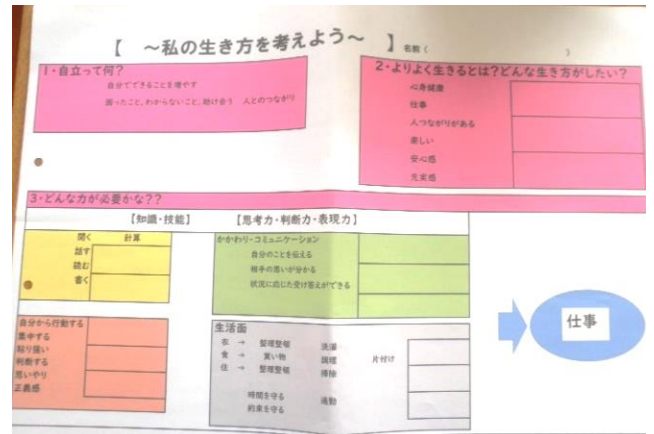 【 ～私の生き方を考えよう～ 】 名前（ ）
1・自立って何？
自分でできることを増やす
困ったこと、わからないこと、助け合う 人とのつながり
2・よりよく生きるとは？どんな生き方がしたい？
心身健康
仕事
人つながりがある
楽しい
安心感
充実感
3・どんな力が必要かな？？
【知識・技能】 【思考力・判断力・表現力】
聞く 計算
話す
読む
書く
かかわり・コミュニケーション
自分のことを伝える
相手の思いが分かる
状況に応じた受け答えができる
自分から行動する
集中する
粘り強い
判断する
思いやり
正義感
生活面
衣 → 整理整頓 洗濯
食 → 買い物 調理 片付け
住 → 整理整頓 掃除
時間を守る 通勤
約束を守る
仕事